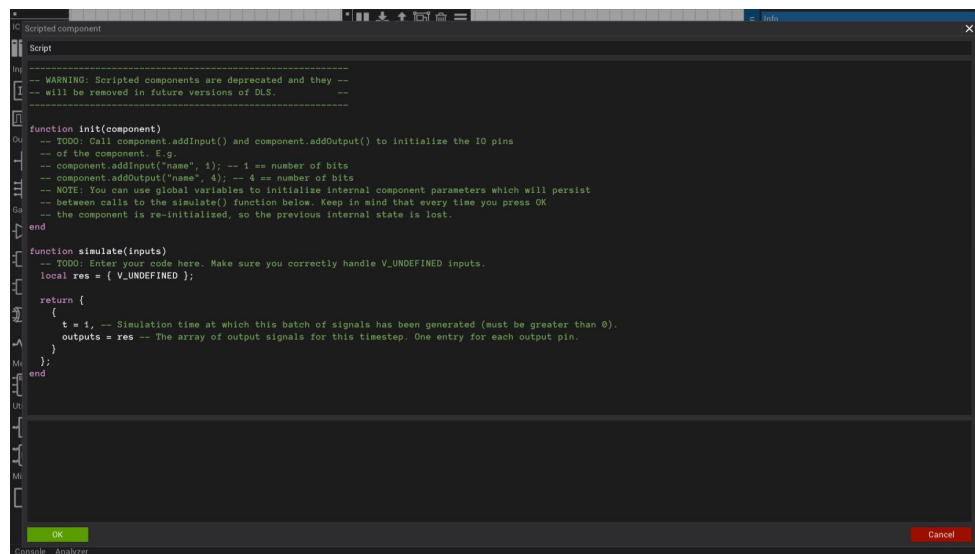 Info
IC
Scripted component
Script
Inp
--------------------------------------------------------
-- WARNING: Scripted components are deprecated and they --
-- will be removed in future versions of DLS. --
--------------------------------------------------------
function init(component)
-- TODO: Call component.addInput() and component.addOutput() to initialize the IO pins
-- of the component. E.g.
-- component.addInput("name", 1); -- 1 == number of bits
-- component.addOutput("name", 4); -- 4 == number of bits
-- NOTE: You can use global variables to initialize internal component parameters which will persist
-- between calls to the simulate() function below. Keep in mind that every time you press OK
-- the component is re-initialized, so the previous internal state is lost.
end
function simulate(inputs)
-- TODO: Enter your code here. Make sure you correctly handle V_UNDEFINED inputs.
local res = { V_UNDEFINED };
return {
{
t = 1, -- Simulation time at which this batch of signals has been generated (must be greater than 0).
outputs = res -- The array of output signals for this timestep. One entry for each output pin.
}
};
end
Ou
Ga
Me
Uti
Mi
OK
Cancel
Console Analyzer